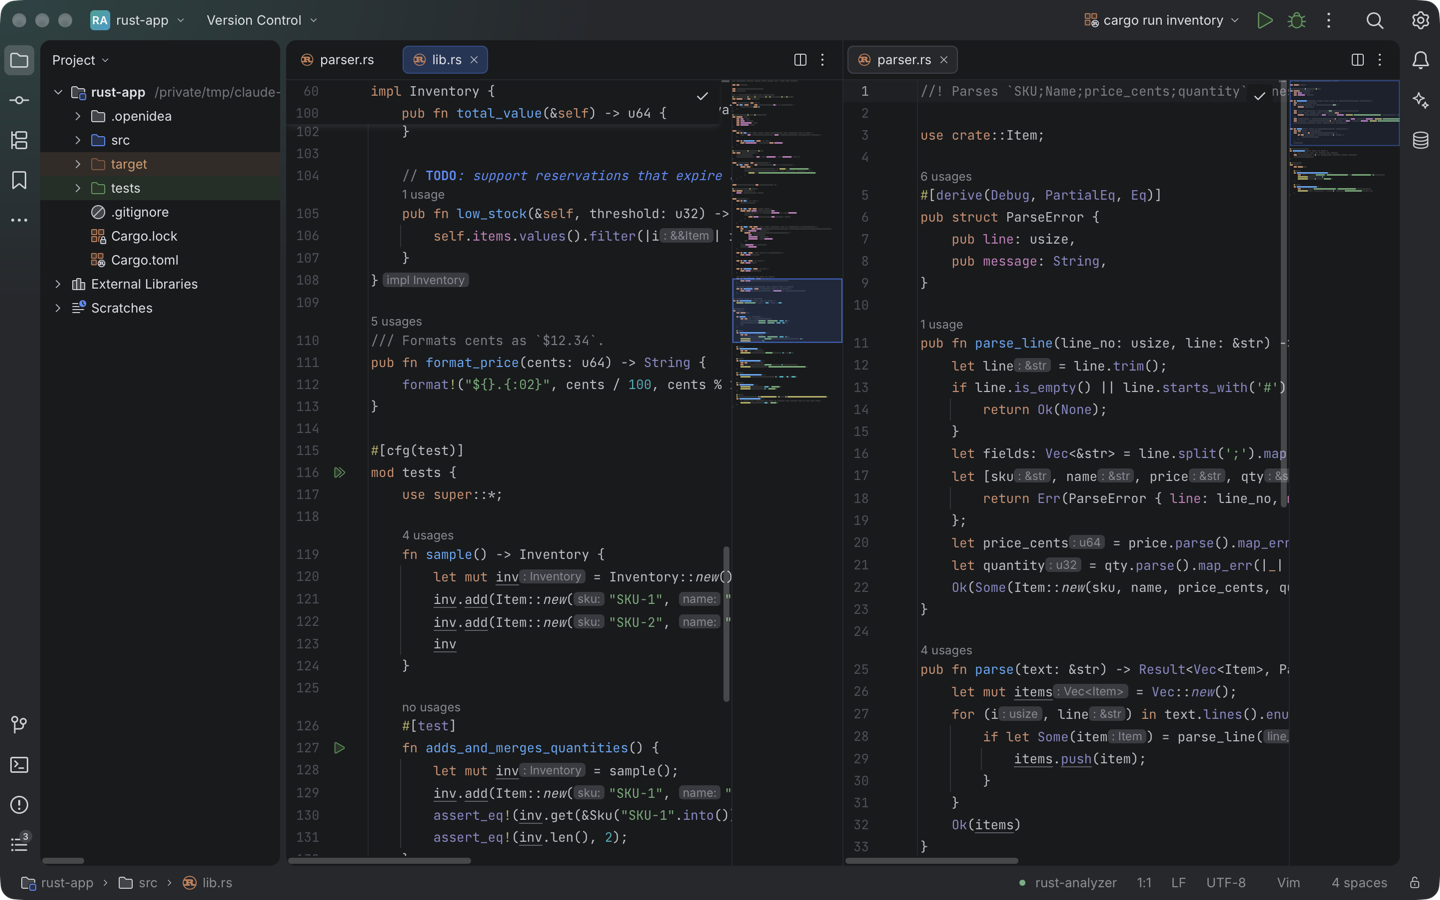 RA rust-app
Version Control
cargo run inventory
Project
rust-app /private/tmp/claude-
.openidea
src
target
tests
.gitignore
Cargo.lock
Cargo.toml
External Libraries
Scratches
parser.rs
lib.rs
60 impl Inventory {
100 pub fn total_value(&self) -> u64 {
102 }
103
104 // TODO: support reservations that expire
1 usage
105 pub fn low_stock(&self, threshold: u32) ->
106 self.items.values().filter(|i : &&Item |
107 }
108 } impl Inventory
109
5 usages
110 /// Formats cents as `$12.34`.
111 pub fn format_price(cents: u64) -> String {
112 format!("${}.{:02}", cents / 100, cents %
113 }
114
115 #[cfg(test)]
116 mod tests {
117 use super::*;
118
4 usages
119 fn sample() -> Inventory {
120 let mut inv : Inventory = Inventory::new()
121 inv.add(Item::new( sku: "SKU-1", name: "
122 inv.add(Item::new( sku: "SKU-2", name: "
123 inv
124 }
125
no usages
126 #[test]
127 fn adds_and_merges_quantities() {
128 let mut inv : Inventory = sample();
129 inv.add(Item::new( sku: "SKU-1", name: "
130 assert_eq!(inv.get(&Sku("SKU-1".into()
131 assert_eq!(inv.len(), 2);
parser.rs
1 //! Parses `SKU;Name;price_cents;quantity` ne
2
3 use crate::Item;
4
6 usages
5 #[derive(Debug, PartialEq, Eq)]
6 pub struct ParseError {
7 pub line: usize,
8 pub message: String,
9 }
10
1 usage
11 pub fn parse_line(line_no: usize, line: &str) -
12 let line : &str = line.trim();
13 if line.is_empty() || line.starts_with('#')
14 return Ok(None);
15 }
16 let fields: Vec<&str> = line.split(';').map
17 let [sku : &str , name : &str , price : &str , qty : &s
18 return Err(ParseError { line: line_no,
19 };
20 let price_cents : u64 = price.parse().map_err
21 let quantity : u32 = qty.parse().map_err(|_|
22 Ok(Some(Item::new(sku, name, price_cents, qu
23 }
24
4 usages
25 pub fn parse(text: &str) -> Result<Vec<Item>, Pa
26 let mut items : Vec<Item> = Vec::new();
27 for (i : usize , line : &str ) in text.lines().enu
28 if let Some(item : Item ) = parse_line( line_
29 items.push(item);
30 }
31 }
32 Ok(items)
33 }
3
rust-app
src
lib.rs
rust-analyzer
1:1
LF
UTF-8
Vim
4 spaces